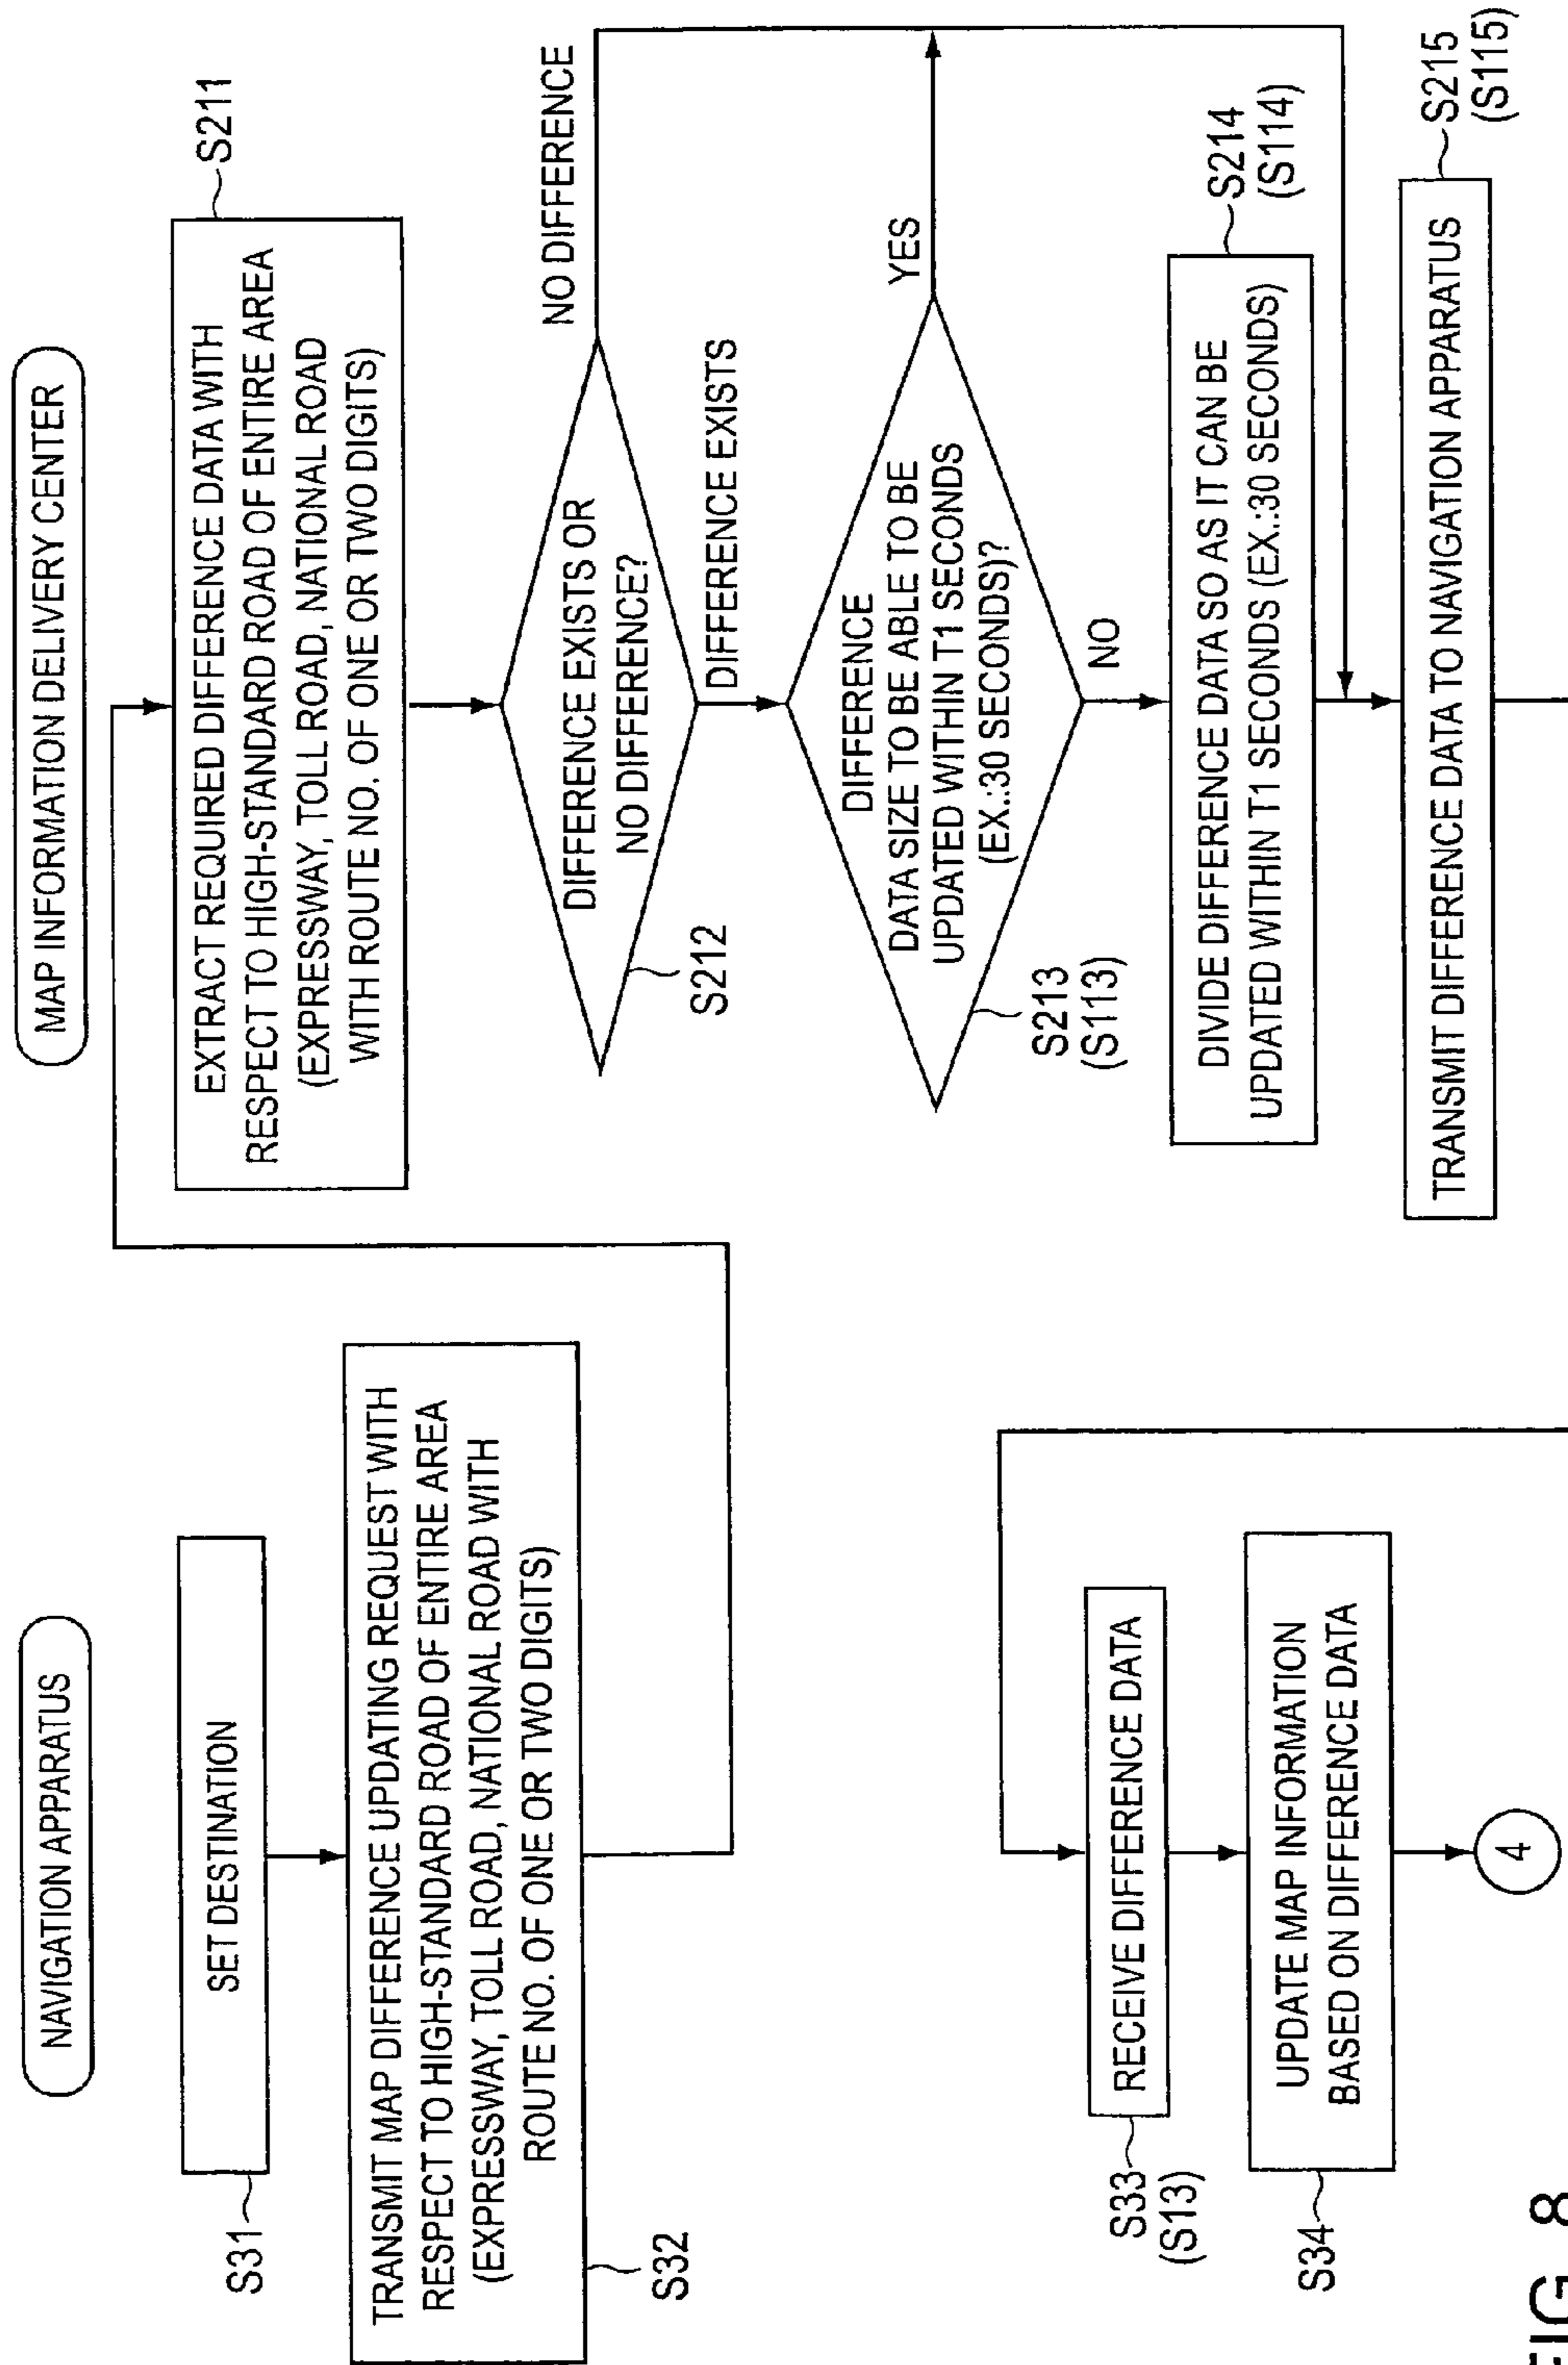 NAVIGATION APPARATUS
S31
SET DESTINATION
S32
TRANSMIT MAP DIFFERENCE UPDATING REQUEST WITH
RESPECT TO HIGH-STANDARD ROAD OF ENTIRE AREA
(EXPRESSWAY, TOLL ROAD, NATIONAL ROAD WITH
ROUTE NO. OF ONE OR TWO DIGITS)
MAP INFORMATION DELIVERY CENTER
S211
EXTRACT REQUIRED DIFFERENCE DATA WITH
RESPECT TO HIGH-STANDARD ROAD OF ENTIRE AREA
(EXPRESSWAY, TOLL ROAD, NATIONAL ROAD
WITH ROUTE NO. OF ONE OR TWO DIGITS)
S212
DIFFERENCE EXISTS OR
NO DIFFERENCE?
NO DIFFERENCE
DIFFERENCE EXISTS
S213
(S113)
DIFFERENCE
DATA SIZE TO BE ABLE TO BE
UPDATED WITHIN T1 SECONDS
(EX.:30 SECONDS)?
YES
NO
S214
(S114)
DIVIDE DIFFERENCE DATA SO AS IT CAN BE
UPDATED WITHIN T1 SECONDS (EX.:30 SECONDS)
S215
(S115)
TRANSMIT DIFFERENCE DATA TO NAVIGATION APPARATUS
S33
(S13)
RECEIVE DIFFERENCE DATA
S34
UPDATE MAP INFORMATION
BASED ON DIFFERENCE DATA
4
FIG. 8